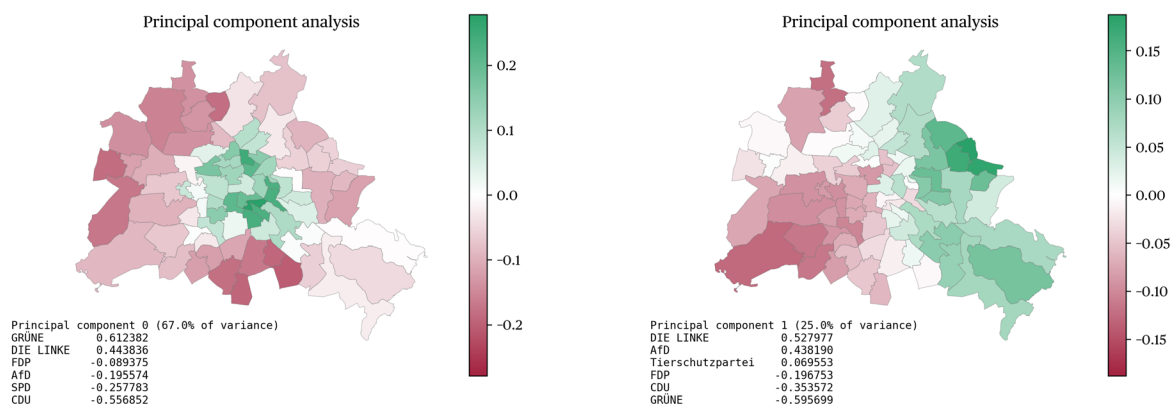 Principal component analysis
0.2
0.1
0.0
−0.1
−0.2
Principal component 0 (67.0% of variance)
GRÜNE 0.612382
DIE LINKE 0.443836
FDP -0.089375
AfD -0.195574
SPD -0.257783
CDU -0.556852
Principal component analysis
0.15
0.10
0.05
0.00
−0.05
−0.10
−0.15
Principal component 1 (25.0% of variance)
DIE LINKE 0.527977
AfD 0.438190
Tierschutzpartei 0.069553
FDP -0.196753
CDU -0.353572
GRÜNE -0.595699